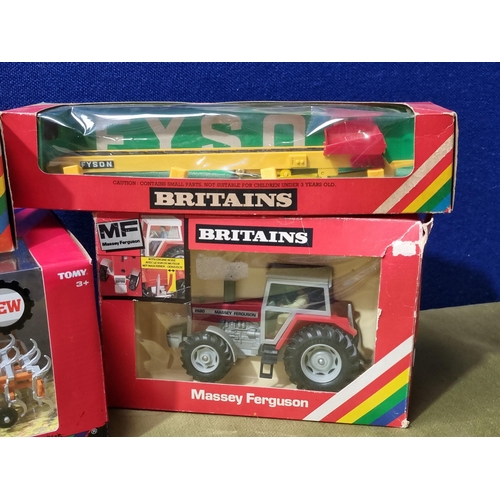 FYSON
FYSON
CAUTION: CONTAINS SMALL PARTS. NOT SUITABLE FOR CHILDREN UNDER 3 YEARS OLD.
BRITAINS
MF
Massey Ferguson
BRITAINS
TOMY
3+
EW
MASSEY FERGUSON
Massey Ferguson